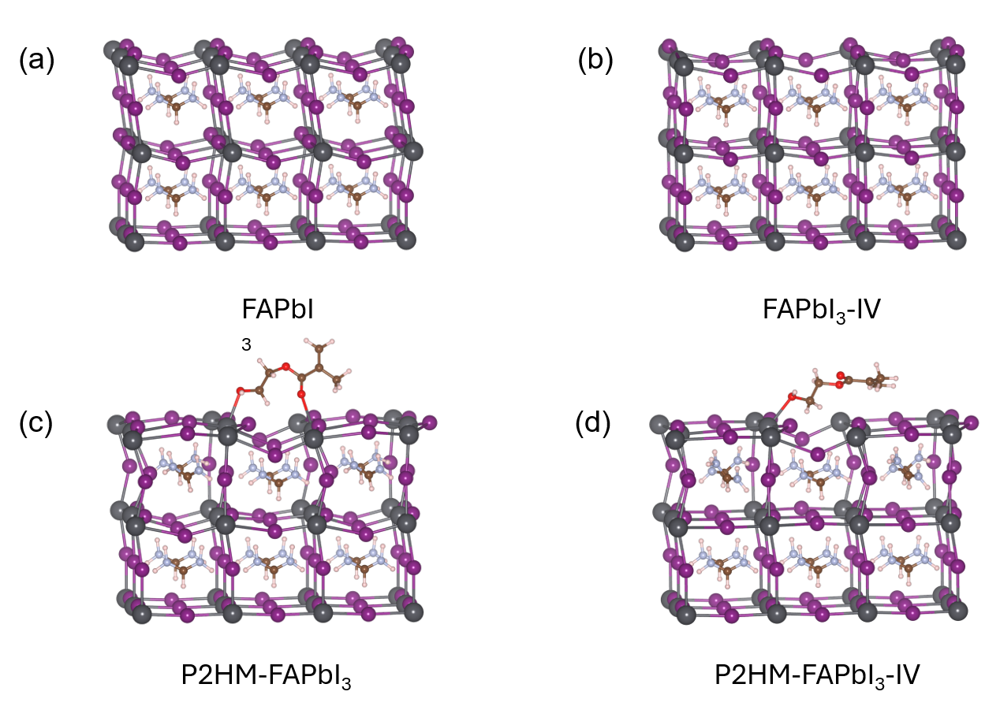 (a)
(b)
FAPbI
3
FAPbI₃-IV
(c)
(d)
P2HM-FAPbI₃
P2HM-FAPbI₃-IV